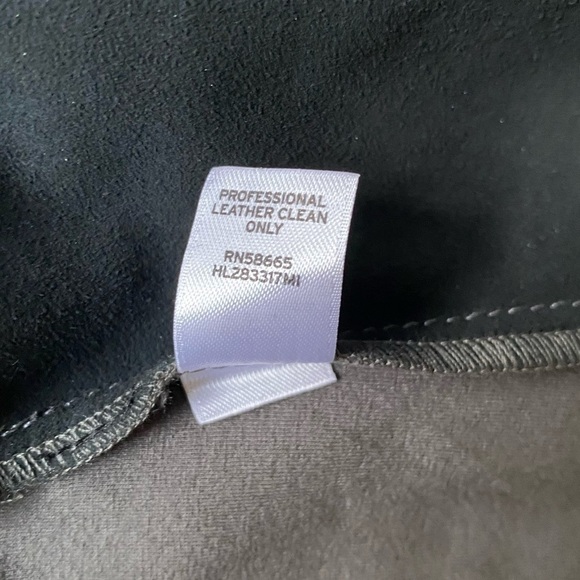 PROFESSIONAL
LEATHER CLEAN
ONLY
RN58665
HL283317MI